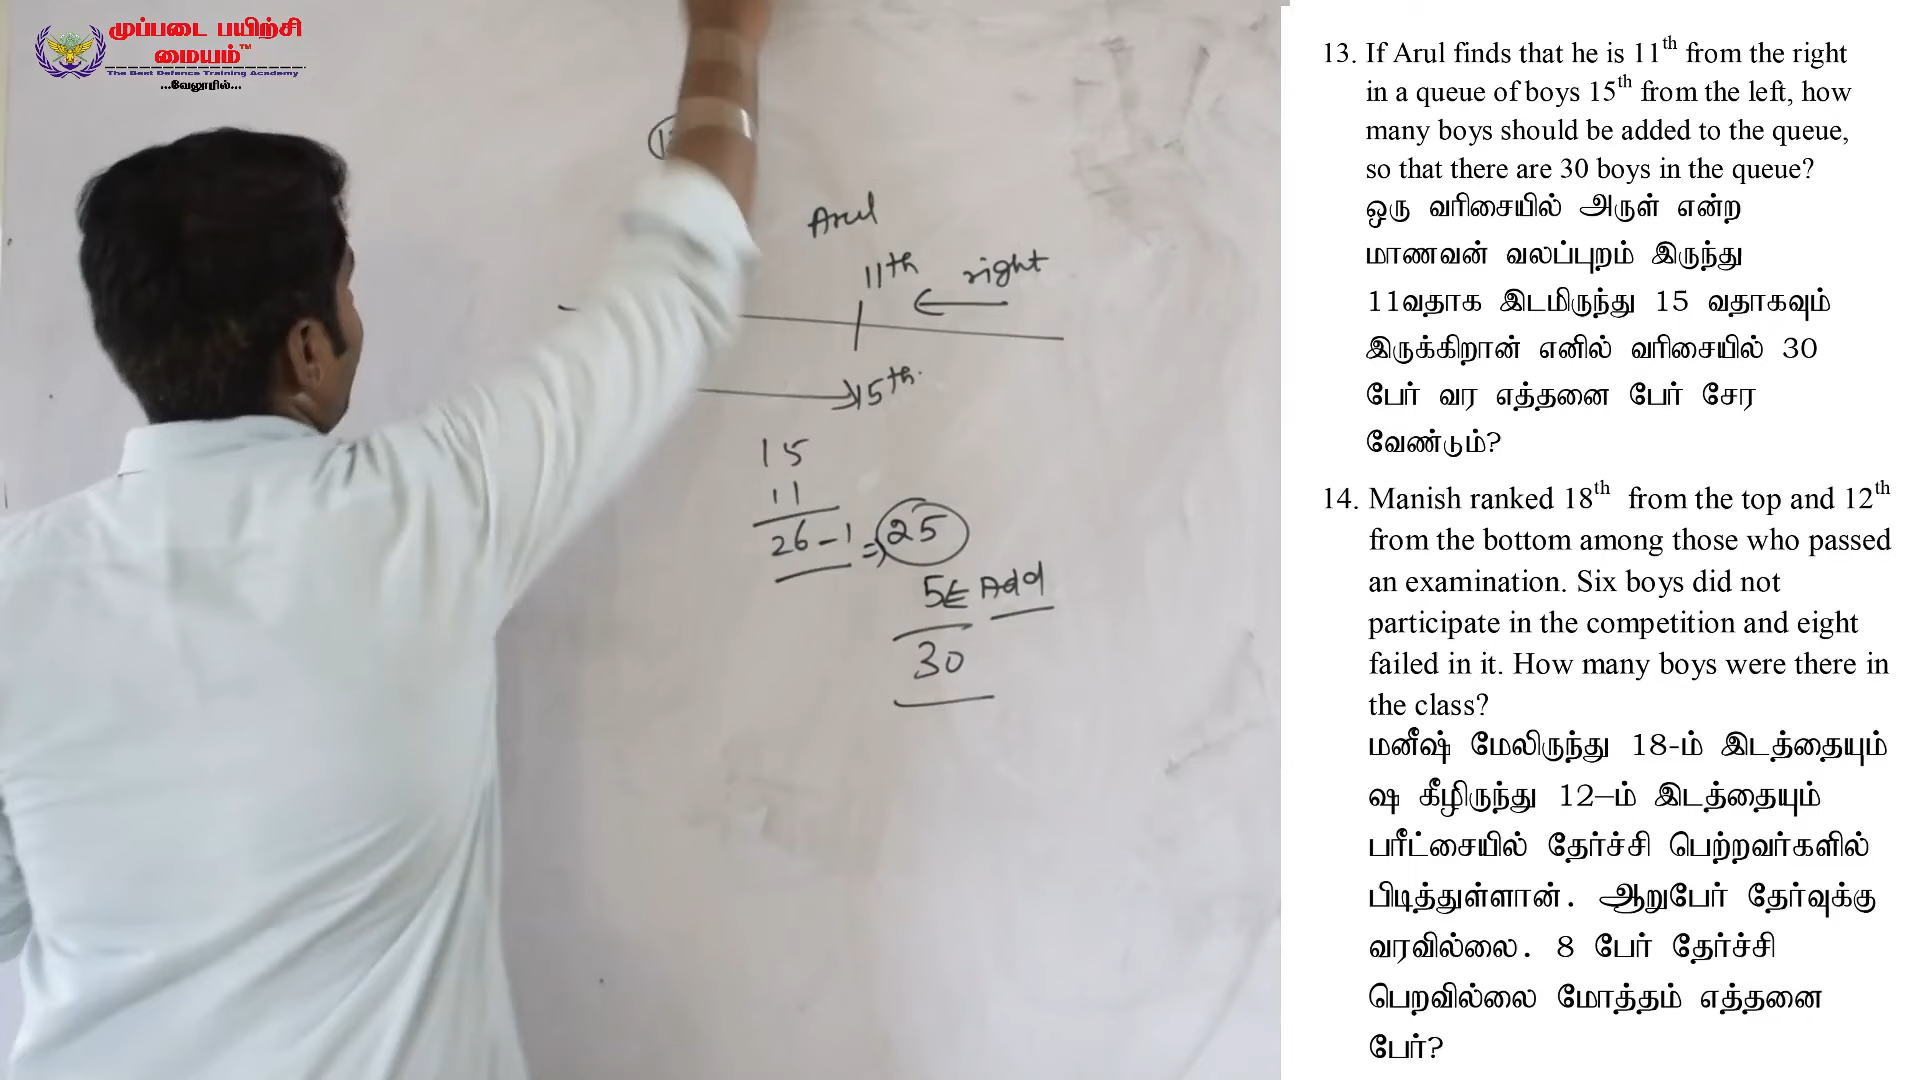 முப்படை பயிற்சி
மையம்™
The Best Defence Training Academy
...வேலூரில்...
Arul
11th right
15th.
15
11
26-1 ⇒ 25
5 ← Add
30
13. If Arul finds that he is 11th from the right
in a queue of boys 15th from the left, how
many boys should be added to the queue,
so that there are 30 boys in the queue?
ஒரு வரிசையில் அருள் என்ற
மாணவன் வலப்புறம் இருந்து
11வதாக இடமிருந்து 15 வதாகவும்
இருக்கிறான் எனில் வரிசையில் 30
பேர் வர எத்தனை பேர் சேர
வேண்டும்?
14. Manish ranked 18th from the top and 12th
from the bottom among those who passed
an examination. Six boys did not
participate in the competition and eight
failed in it. How many boys were there in
the class?
மனீஷ் மேலிருந்து 18-ம் இடத்தையும்
ஷ கீழிருந்து 12–ம் இடத்தையும்
பரீட்சையில் தேர்ச்சி பெற்றவர்களில்
பிடித்துள்ளான். ஆறுபேர் தேர்வுக்கு
வரவில்லை. 8 பேர் தேர்ச்சி
பெறவில்லை மோத்தம் எத்தனை
பேர்?